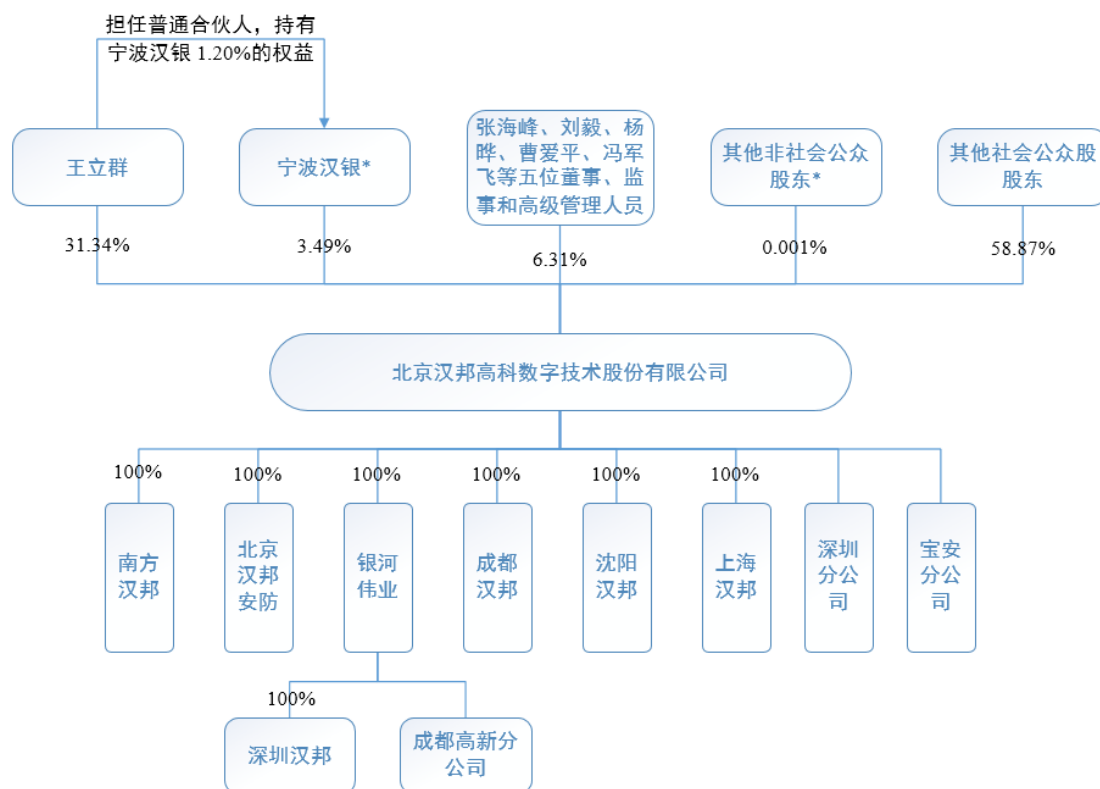 担任普通合伙人，持有
宁波汉银 1.20%的权益
王立群
宁波汉银*
张海峰、刘毅、杨
晔、曹爱平、冯军
飞等五位董事、监
事和高级管理人员
其他非社会公众
股东*
其他社会公众股
股东
31.34%
3.49%
6.31%
0.001%
58.87%
北京汉邦高科数字技术股份有限公司
100%
100%
100%
100%
100%
100%
南方
汉邦
北京
汉邦
安防
银河
伟业
成都
汉邦
沈阳
汉邦
上海
汉邦
深圳
分公
司
宝安
分公
司
100%
深圳汉邦
成都高新分
公司